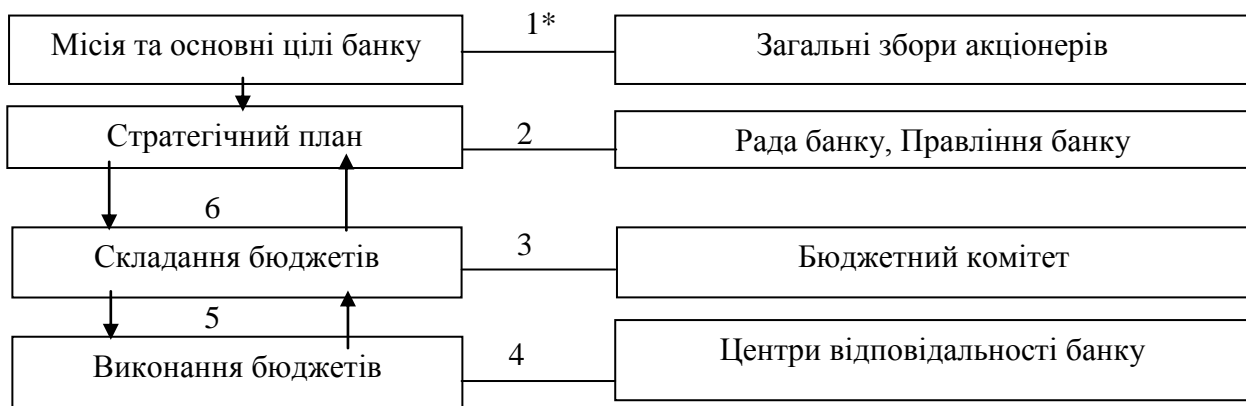 Місія та основні цілі банку
1*
Загальні збори акціонерів
Стратегічний план
2
Рада банку, Правління банку
6
Складання бюджетів
3
Бюджетний комітет
5
Виконання бюджетів
4
Центри відповідальності банку